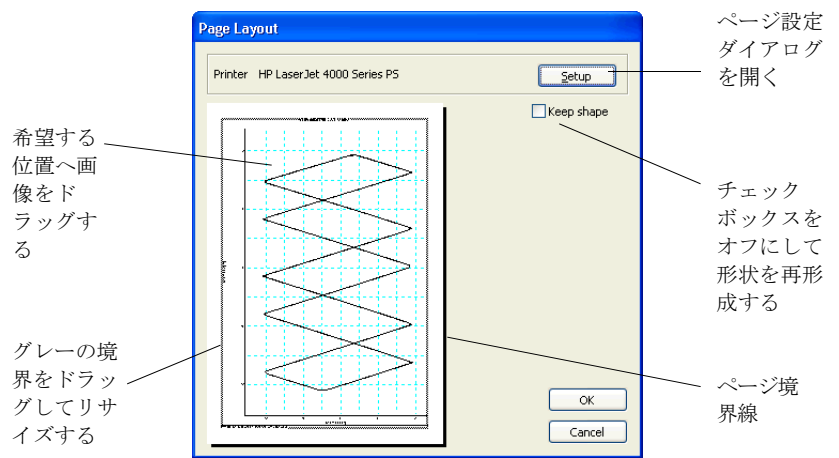 Page Layout
Printer HP LaserJet 4000 Series PS
Setup
Keep shape
OK
Cancel
ページ設定
ダイアログ
を開く
希望する
位置へ画
像をド
ラッグす
る
チェック
ボックスを
オフにして
形状を再形
成する
グレーの境
界をドラッ
グしてリサ
イズする
ページ境
界線